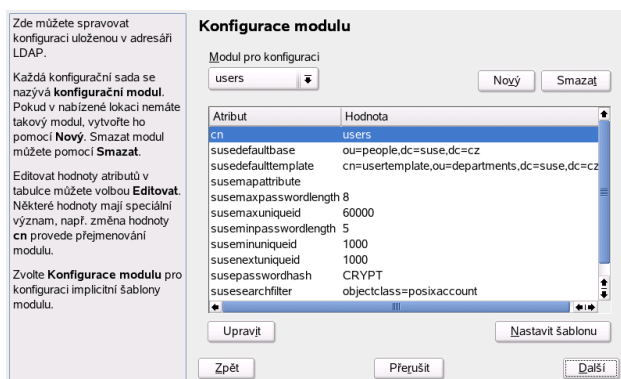 Zde můžete spravovat
konfiguraci uloženou v adresáři
LDAP.
Každá konfigurační sada se
nazývá konfigurační modul.
Pokud v nabízené lokaci nemáte
takový modul, vytvořte ho
pomocí Nový. Smazat modul
můžete pomocí Smazat.
Editovat hodnoty atributů v
tabulce můžete volbou Editovat.
Některé hodnoty mají speciální
význam, např. změna hodnoty
cn provede přejmenování
modulu.
Zvolte Konfigurace modulu pro
konfiguraci implicitní šablony
modulu.
Konfigurace modulu
Modul pro konfiguraci
users
Nový Smazat
Atribut Hodnota
cn users
susedefaultbase ou=people,dc=suse,dc=cz
susedefaulttemplate cn=usertemplate,ou=departments,dc=suse,dc=cz
susemapattribute
susemaxpasswordlength 8
susemaxuniqueid 60000
suseminpasswordlength 5
suseminuniqueid 1000
susenextuniqueid 1000
susepasswordhash CRYPT
susesearchfilter objectclass=posixaccount
Upravit Nastavit šablonu
Zpět Přerušit Další